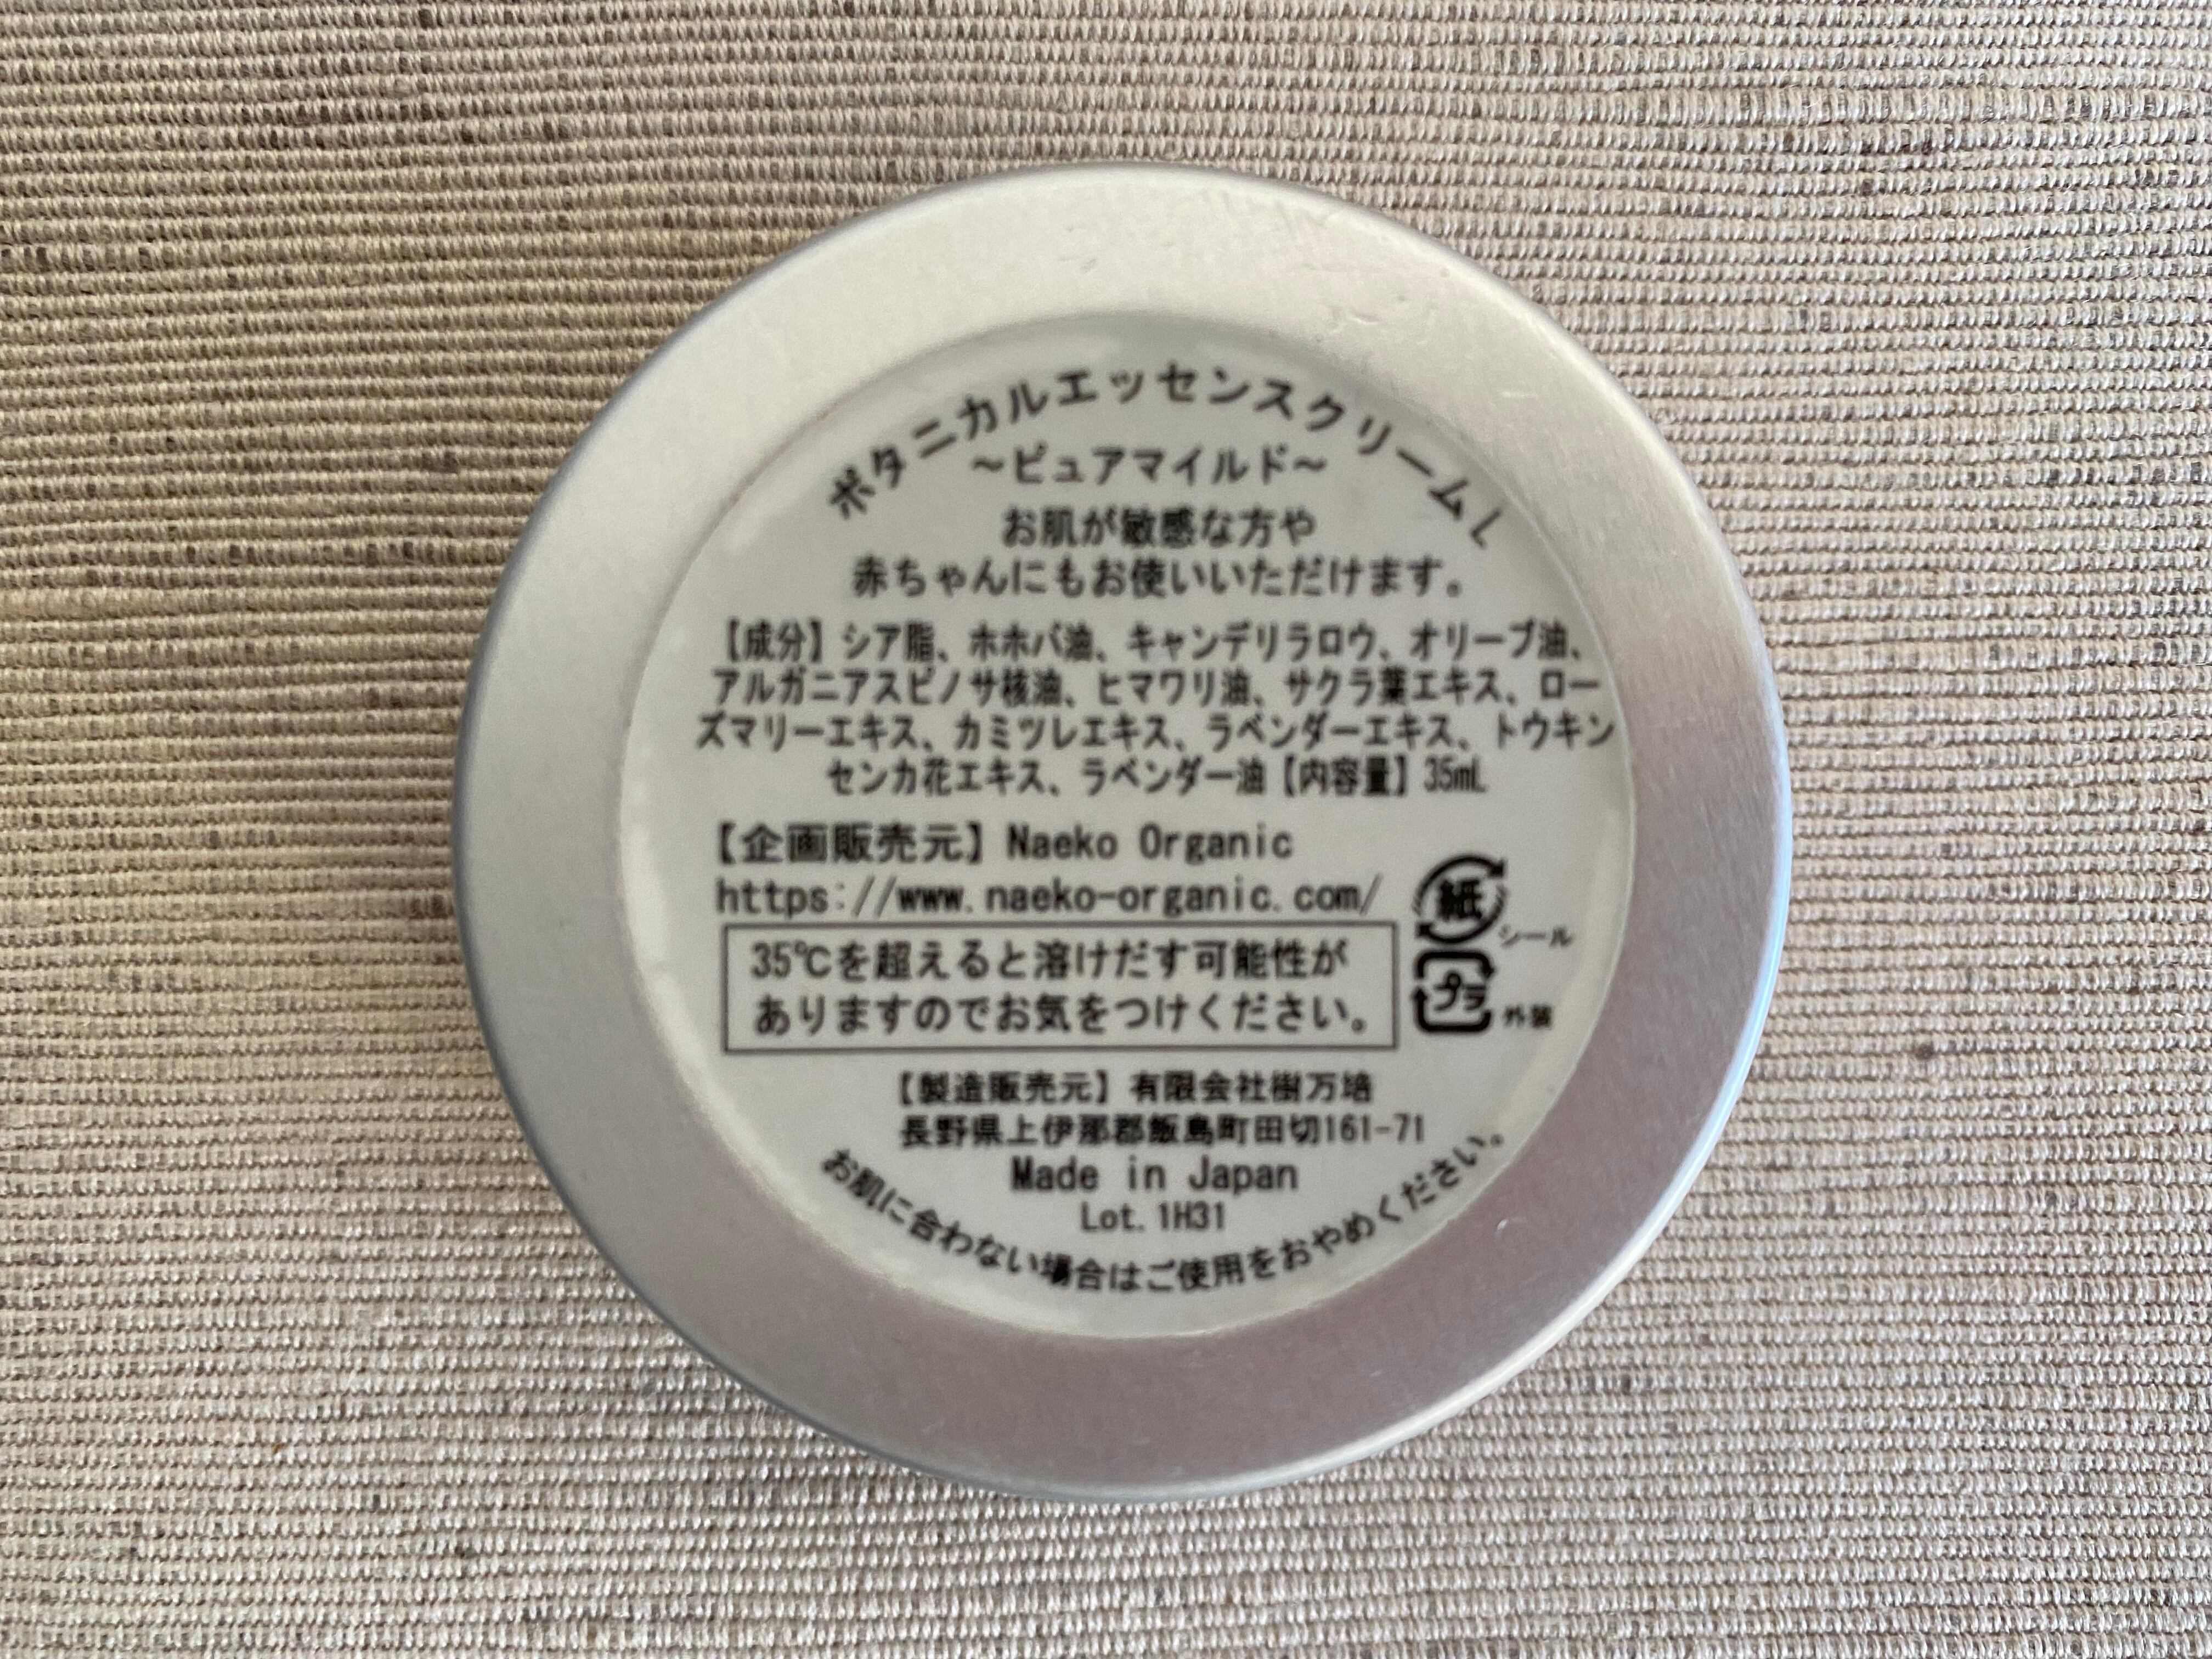 ボタニカルエッセンスクリームL
～ピュアマイルド～
お肌が敏感な方や
赤ちゃんにもお使いいただけます。
【成分】シア脂、ホホバ油、キャンデリラロウ、オリーブ油、
アルガニアスピノサ核油、ヒマワリ油、サクラ葉エキス、ロー
ズマリーエキス、カミツレエキス、ラベンダーエキス、トウキン
センカ花エキス、ラベンダー油【内容量】35mL
【企画販売元】Naeko Organic
https://www.naeko-organic.com/
紙
シール
35℃を超えると溶けだす可能性が
ありますのでお気をつけください。
プラ
外装
【製造販売元】有限会社樹万培
長野県上伊那郡飯島町田切161-71
Made in Japan
Lot.1H31
お肌に合わない場合はご使用をおやめください。